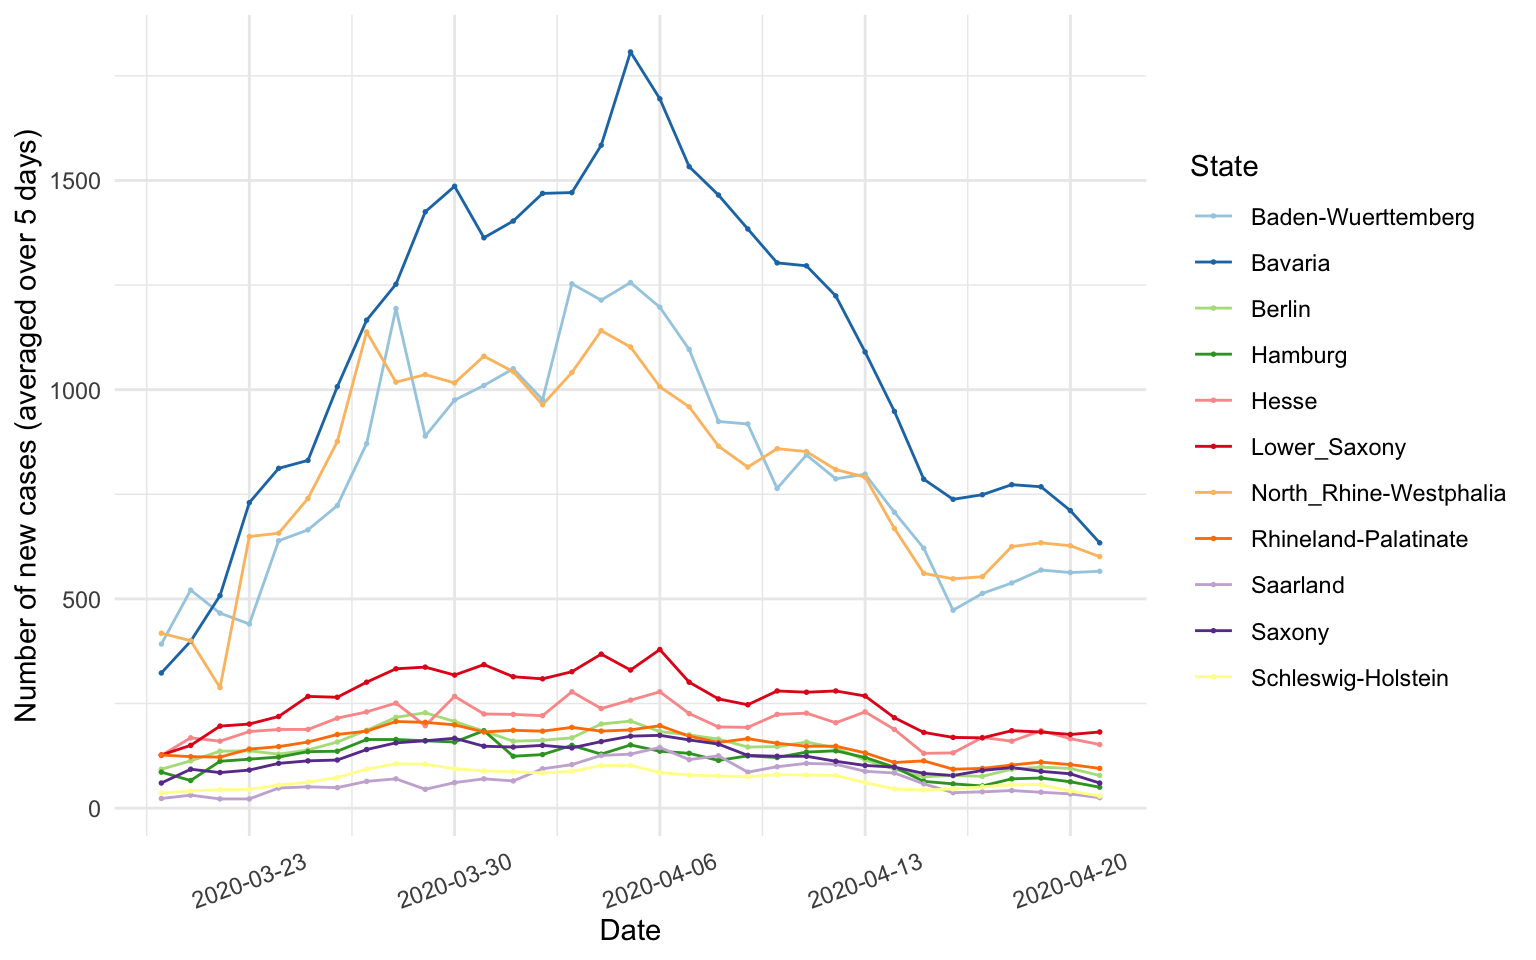 Number of new cases (averaged over 5 days)
1500
1000
500
0
2020-03-23
2020-03-30
2020-04-06
2020-04-13
2020-04-20
Date
State
Baden-Wuerttemberg
Bavaria
Berlin
Hamburg
Hesse
Lower_Saxony
North_Rhine-Westphalia
Rhineland-Palatinate
Saarland
Saxony
Schleswig-Holstein